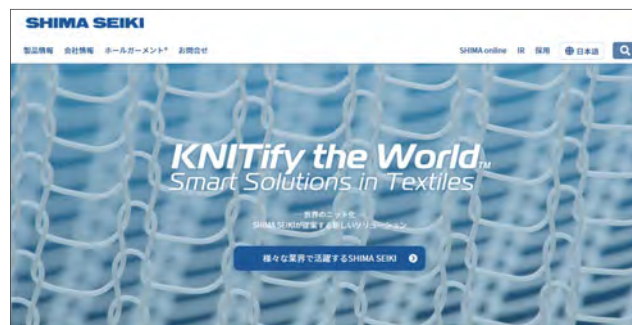 SHIMA SEIKI
製品情報 会社情報 ホールガーメント® お問合せ SHIMA online IR 採用 日本語
KNITify the World™
Smart Solutions in Textiles
世界のニット化
SHIMA SEIKIが提案する新しいソリューション
様々な業界で活躍するSHIMA SEIKI